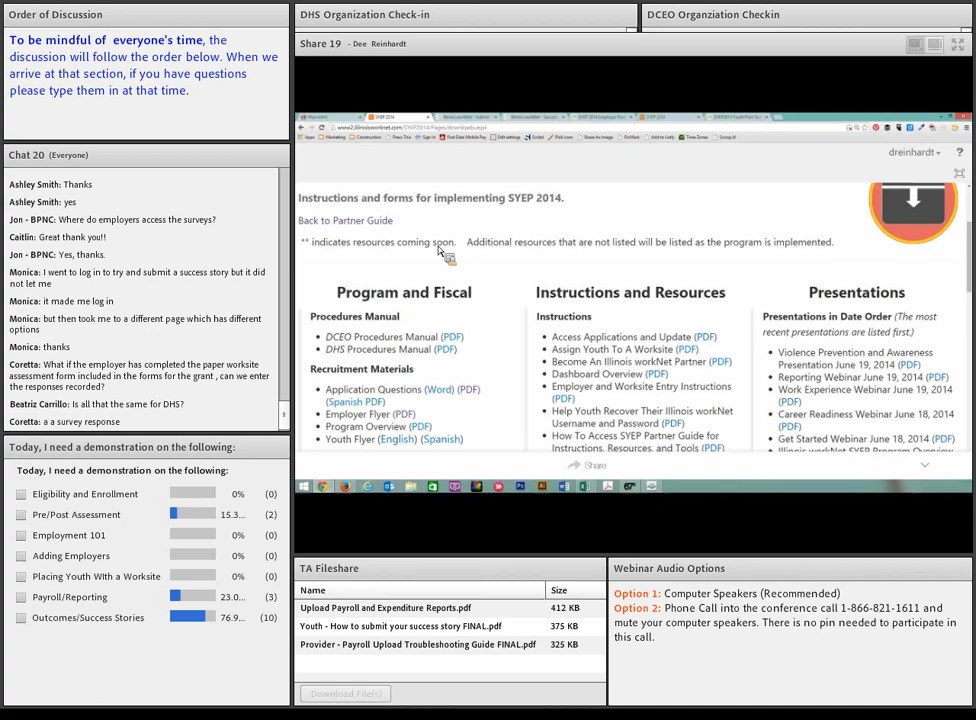 Order of Discussion
To be mindful of everyone's time, the
discussion will follow the order below. When we
arrive at that section, if you have questions
please type them in at that time.
Chat 20 (Everyone)
Ashley Smith: Thanks
Ashley Smith: yes
Jon - BPNC: Where do employers access the surveys?
Caitlin: Great thank you!!
Jon - BPNC: Yes, thanks.
Monica: I went to log in to try and submit a success story but it did
not let me
Monica: it made me log in
Monica: but then took me to a different page which has different
options
Monica: thanks
Coretta: What if the employer has completed the paper worksite
assessment form included in the forms for the grant , can we enter
the responses recorded?
Beatriz Carrillo: Is all that the same for DHS?
Coretta: a a survey response
Today, I need a demonstration on the following:
Today, I need a demonstration on the following:
Eligibility and Enrollment 0% (0)
Pre/Post Assessment 15.3... (2)
Employment 101 0% (0)
Adding Employers 0% (0)
Placing Youth With a Worksite 0% (0)
Payroll/Reporting 23.0... (3)
Outcomes/Success Stories 76.9... (10)
DHS Organization Check-in
DCEO Organziation Checkin
Share 19 - Dee Reinhardt
SYEP 2014
www2.illinoisworknet.com/SYEP2014/Pages/downloads.aspx
dreinhardt ?
Instructions and forms for implementing SYEP 2014.
Back to Partner Guide
** indicates resources coming soon. Additional resources that are not listed will be listed as the program is implemented.
Program and Fiscal
Procedures Manual
DCEO Procedures Manual (PDF)
DHS Procedures Manual (PDF)
Recruitment Materials
Application Questions (Word) (PDF)
(Spanish PDF)
Employer Flyer (PDF)
Program Overview (PDF)
Youth Flyer (English) (Spanish)
Instructions and Resources
Instructions
Access Applications and Update (PDF)
Assign Youth To A Worksite (PDF)
Become An Illinois workNet Partner (PDF)
Dashboard Overview (PDF)
Employer and Worksite Entry Instructions
(PDF)
Help Youth Recover Their Illinois workNet
Username and Password (PDF)
How To Access SYEP Partner Guide for
Instructions, Resources, and Tools (PDF)
Presentations
Presentations in Date Order (The most
recent presentations are listed first.)
Violence Prevention and Awareness
Presentation June 19, 2014 (PDF)
Reporting Webinar June 19, 2014 (PDF)
Work Experience Webinar June 19, 2014
(PDF)
Career Readiness Webinar June 18, 2014
(PDF)
Get Started Webinar June 18, 2014 (PDF)
Share
67°
TA Fileshare
Name Size
Upload Payroll and Expenditure Reports.pdf 412 KB
Youth - How to submit your success story FINAL.pdf 375 KB
Provider - Payroll Upload Troubleshooting Guide FINAL.pdf 325 KB
Download File(s)
Webinar Audio Options
Option 1: Computer Speakers (Recommended)
Option 2: Phone Call into the conference call 1-866-821-1611 and
mute your computer speakers. There is no pin needed to participate in
this call.